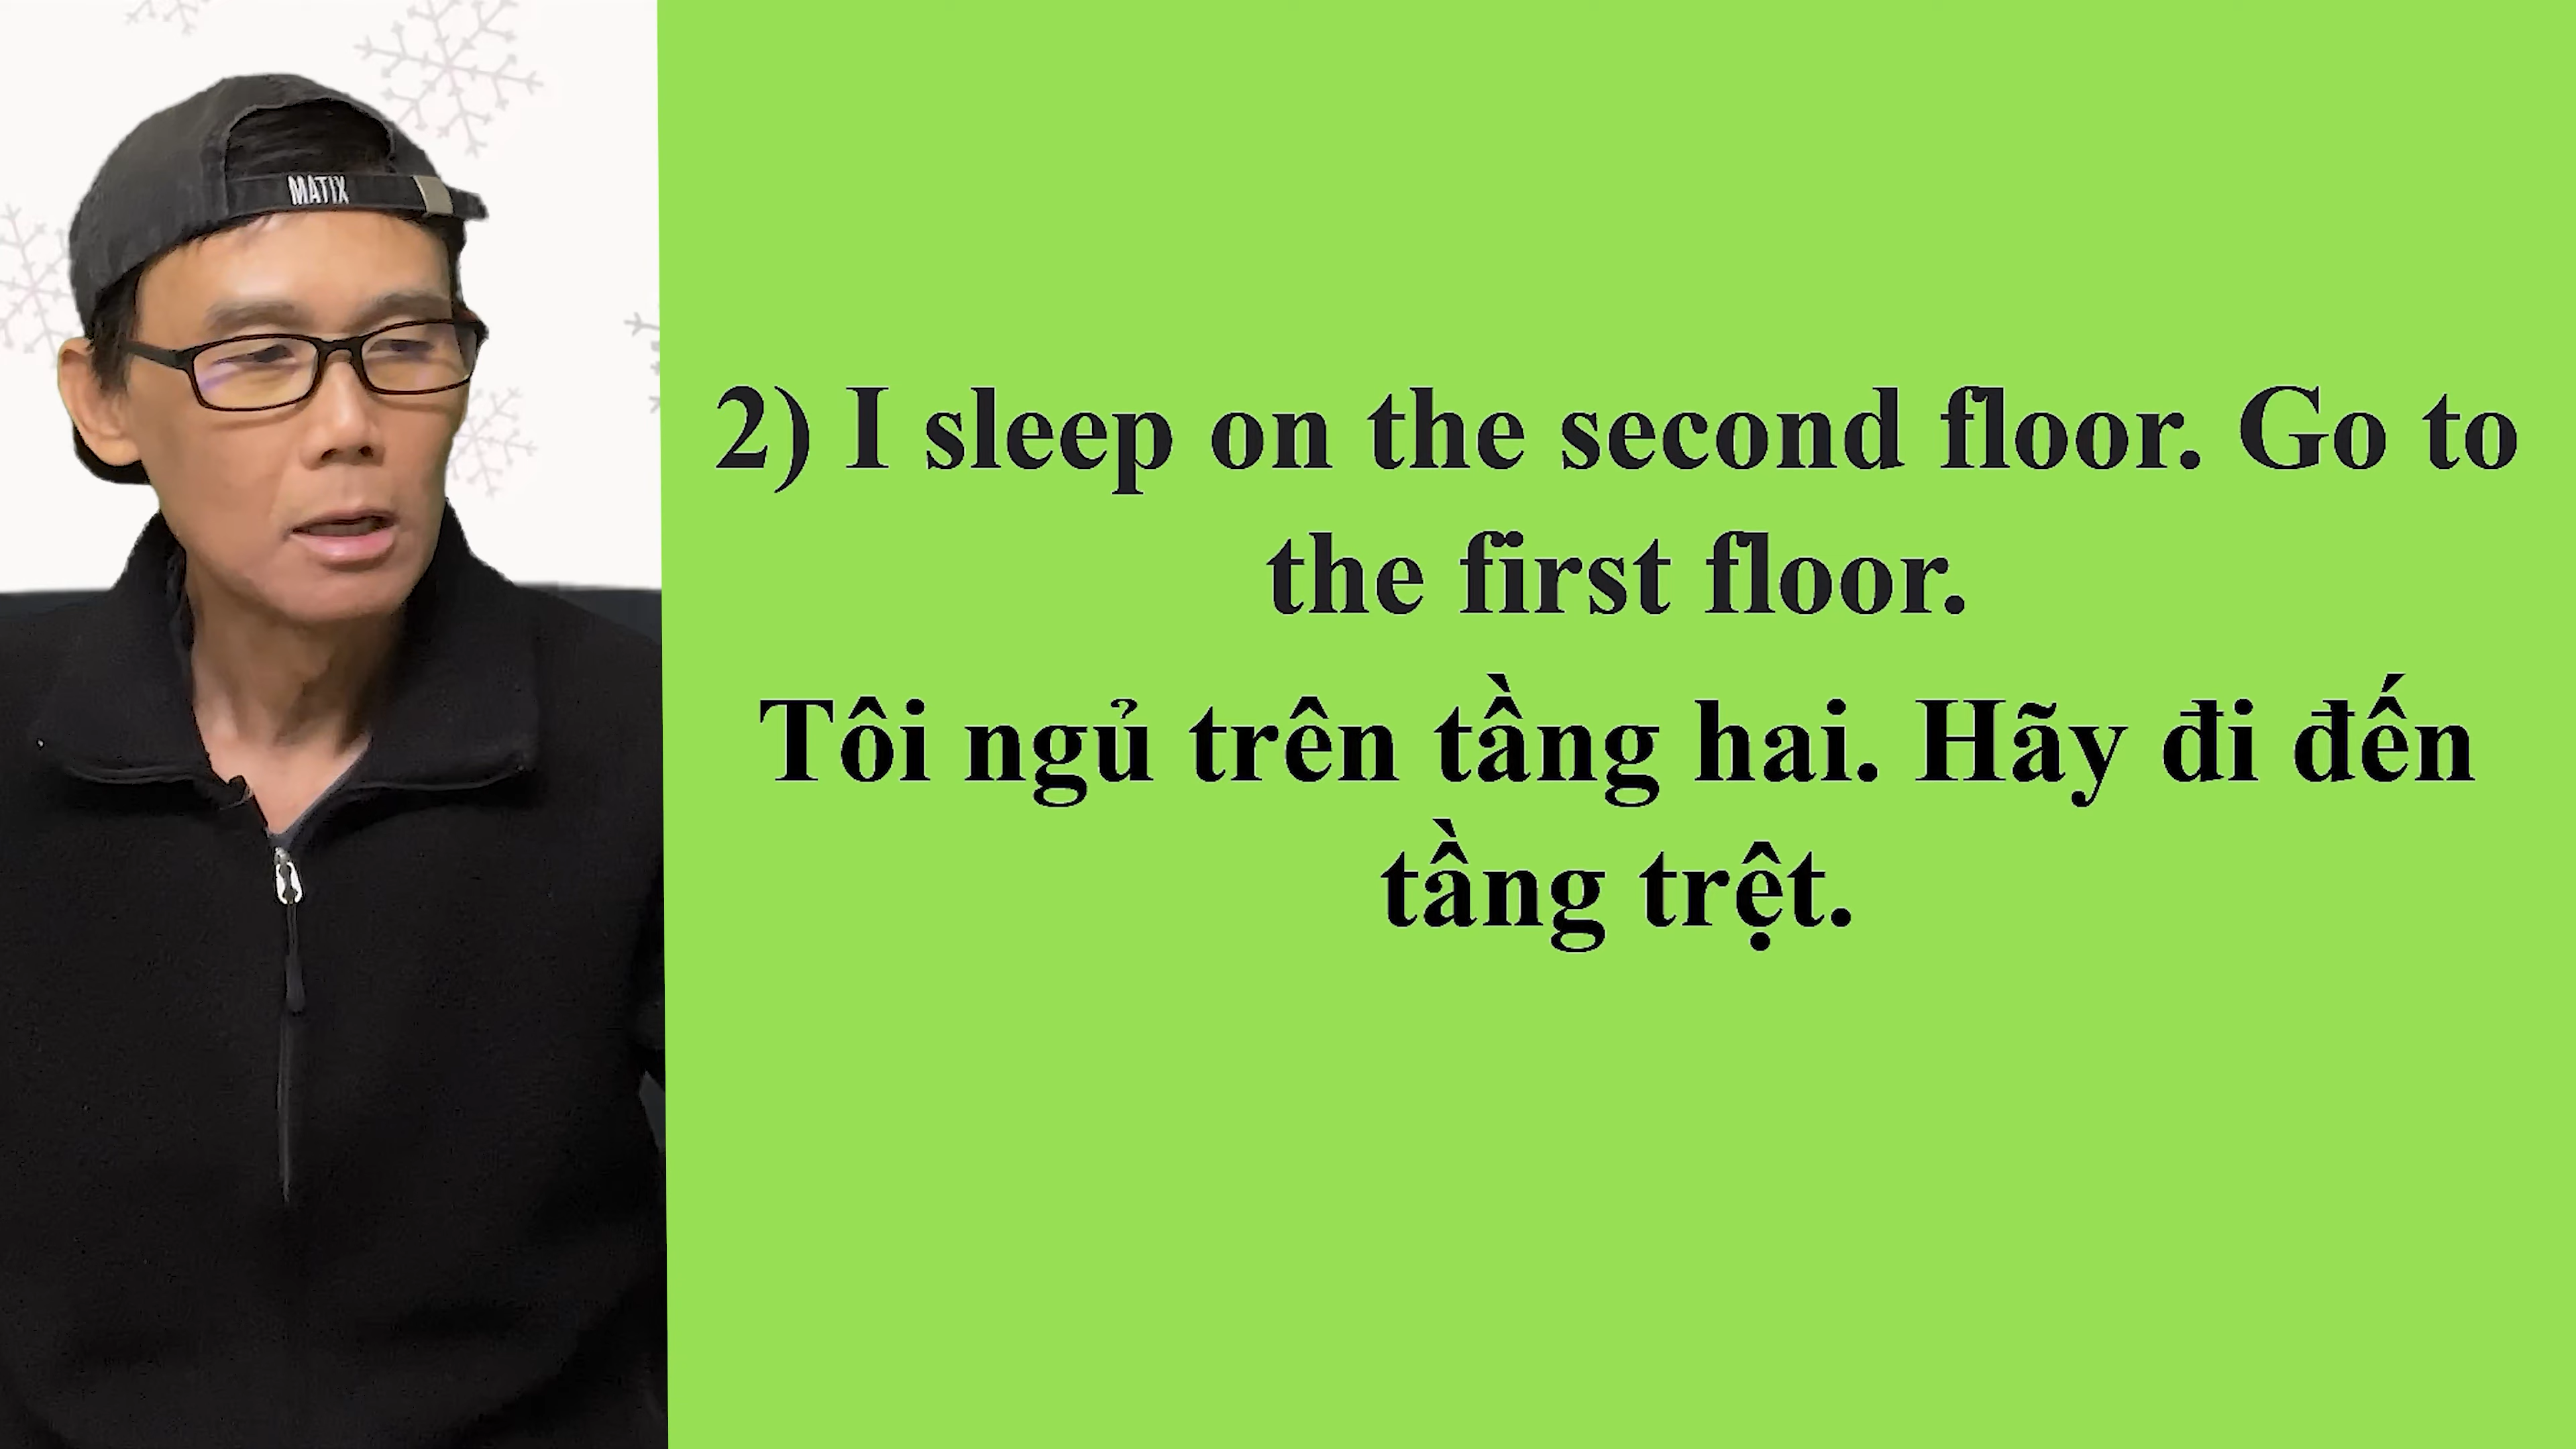 MATIX
2) I sleep on the second floor. Go to
the first floor.
Tôi ngủ trên tầng hai. Hãy đi đến
tầng trệt.